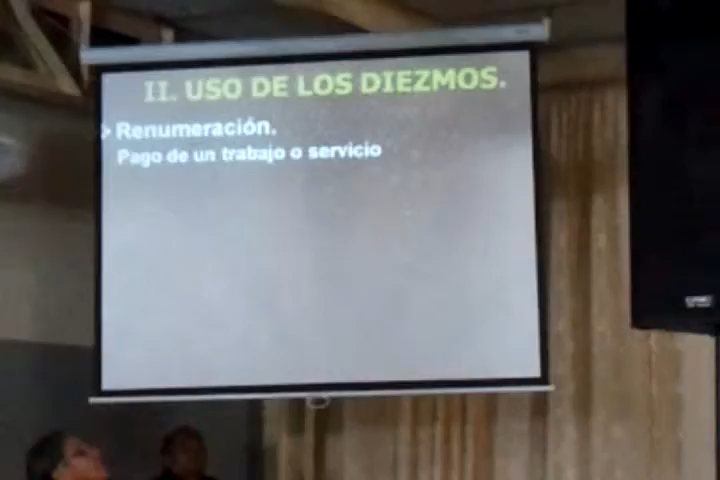 II. USO DE LOS DIEZMOS.
Renumeración.
Pago de un trabajo o servicio